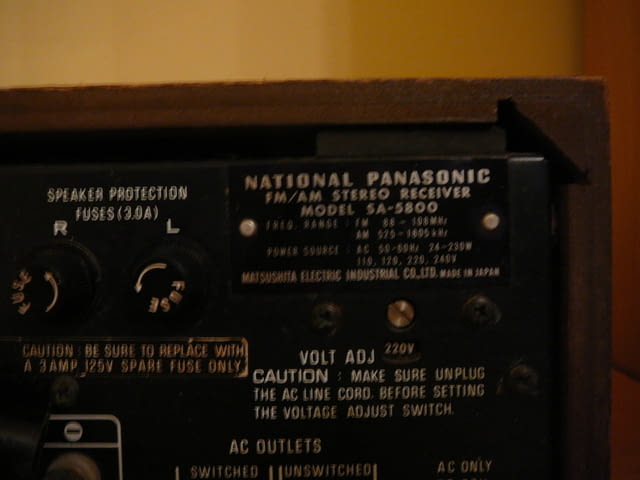 SPEAKER PROTECTION
FUSES (3.0A)
R
L
FUSE
FUSE
NATIONAL PANASONIC
FM/AM STEREO RECEIVER
MODEL SA-5800
FREQ. RANGE : FM 88 - 108MHz
AM 525 - 1605kHz
POWER SOURCE : AC 50-60Hz 24-230W
110, 120, 220, 240V
MATSUSHITA ELECTRIC INDUSTRIAL CO.,LTD. MADE IN JAPAN
CAUTION : BE SURE TO REPLACE WITH
A 3 AMP 125V SPARE FUSE ONLY.
VOLT ADJ 220V
CAUTION : MAKE SURE UNPLUG
THE AC LINE CORD. BEFORE SETTING
THE VOLTAGE ADJUST SWITCH.
AC OUTLETS
SWITCHED UNSWITCHED
AC ONLY